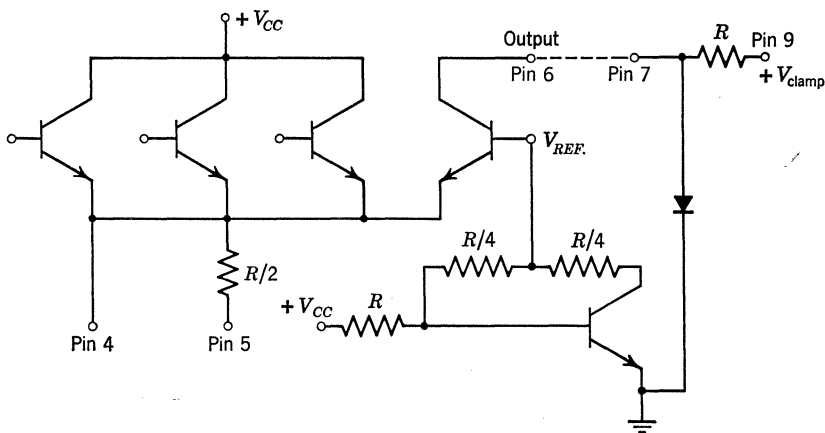 + V_CC
Output
Pin 6
Pin 7
R
Pin 9
+ V_clamp
V_REF.
R/4
R/4
R/2
+ V_CC
R
Pin 4
Pin 5